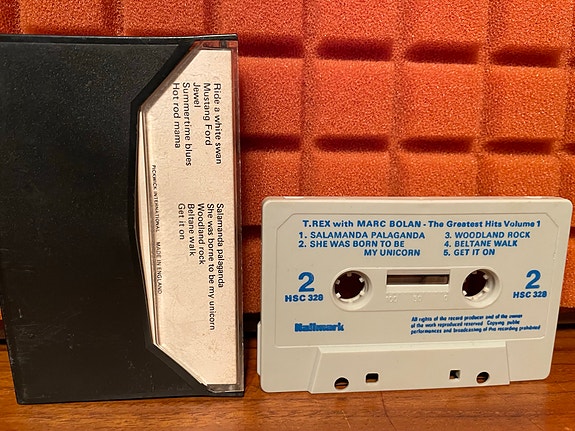 Ride a white swan
Mustang Ford
Jewel
Summertime blues
Hot rod mama
Salamanda palaganda
She was borne to be my unicorn
Woodland rock
Beltane walk
Get it on
PICKWICK INTERNATIONAL MADE IN ENGLAND
T.REX with MARC BOLAN - The Greatest Hits Volume 1
1. SALAMANDA PALAGANDA
2. SHE WAS BORN TO BE
MY UNICORN
3. WOODLAND ROCK
4. BELTANE WALK
5. GET IT ON
2
HSC 328
100 50 0
2
HSC 328
Hallmark
All rights of the record producer and of the owner
of the work reproduced reserved Copying public
performances and broadcasting of this recording prohibited